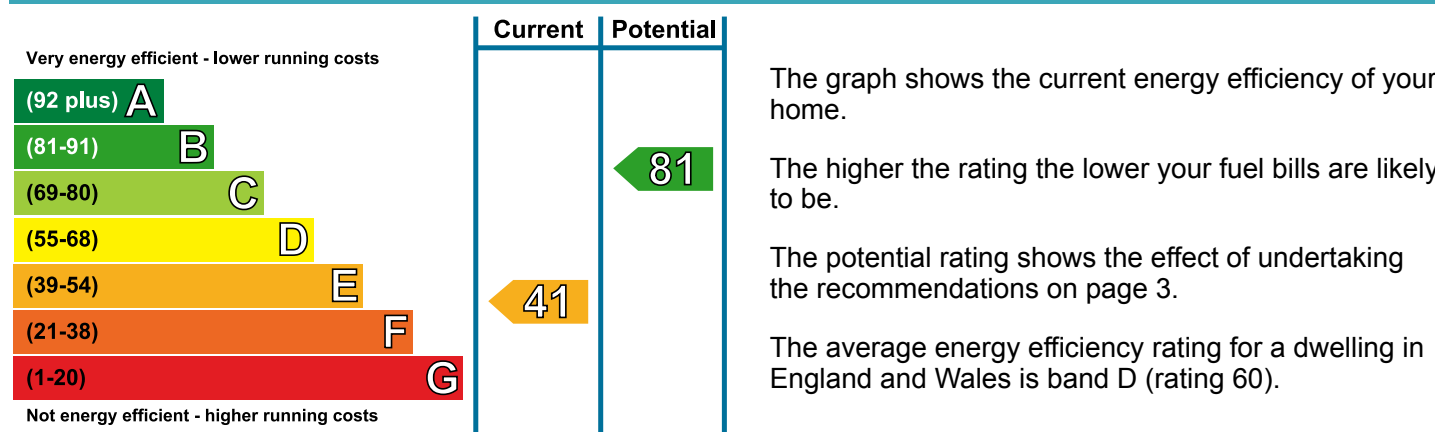 Current Potential
Very energy efficient - lower running costs
(92 plus) A
(81-91) B
81
(69-80) C
(55-68) D
(39-54) E
41
(21-38) F
(1-20) G
Not energy efficient - higher running costs
The graph shows the current energy efficiency of your
home.
The higher the rating the lower your fuel bills are likely
to be.
The potential rating shows the effect of undertaking
the recommendations on page 3.
The average energy efficiency rating for a dwelling in
England and Wales is band D (rating 60).